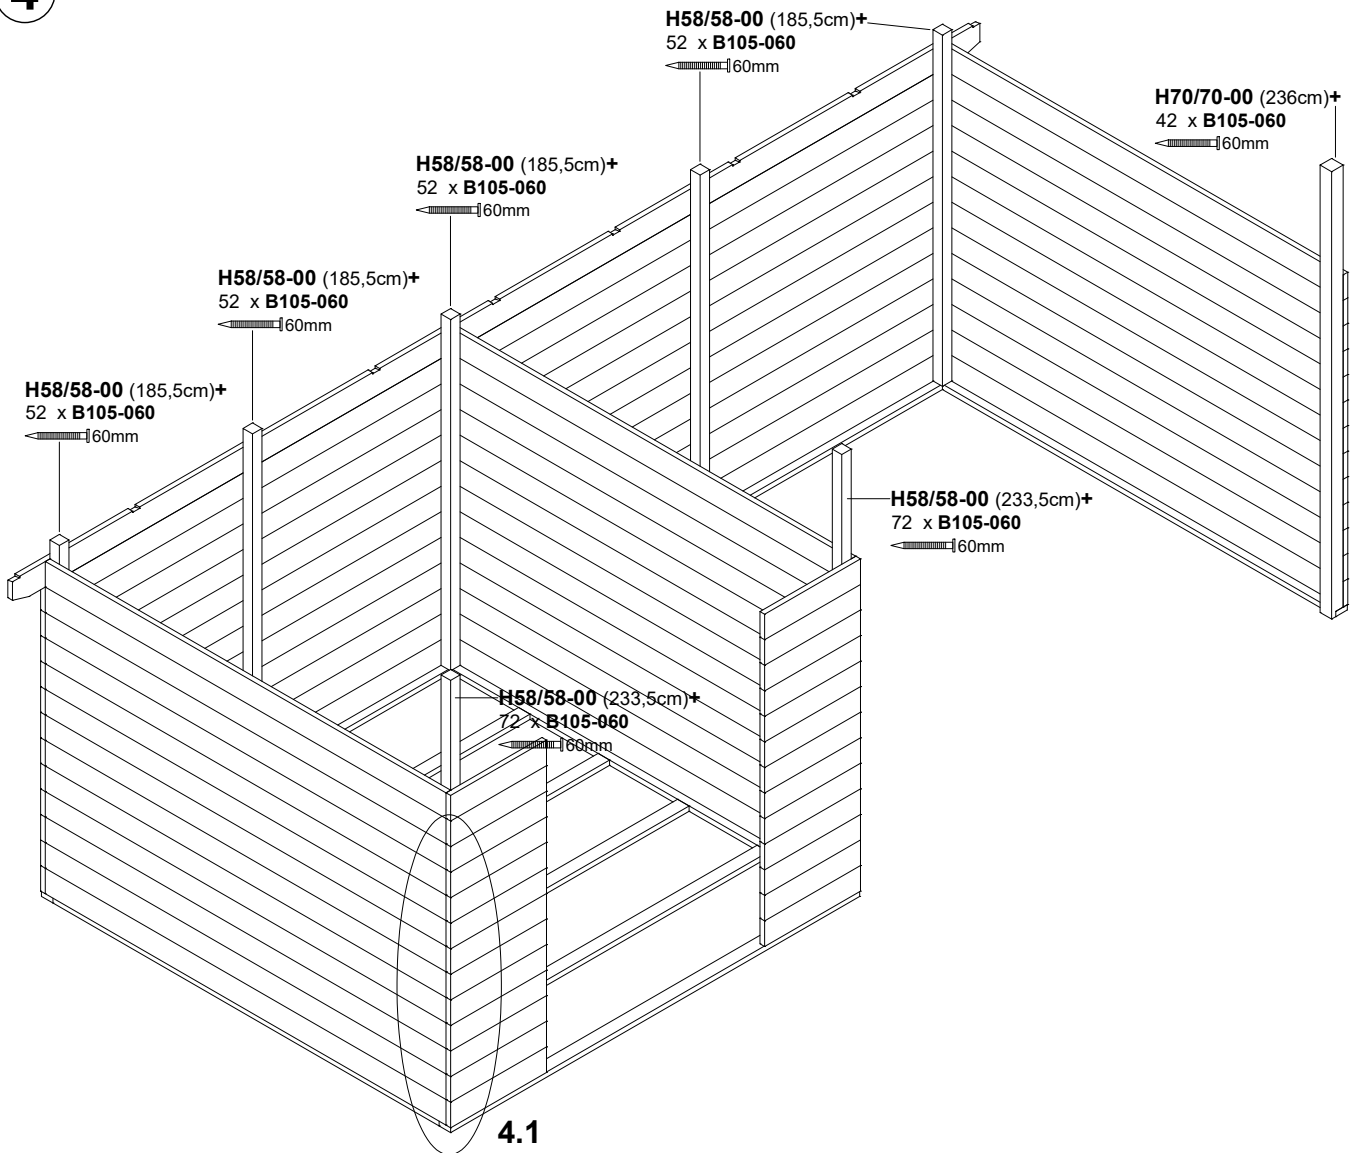 4
H58/58-00 (185,5cm)+
52 x B105-060
60mm
H70/70-00 (236cm)+
42 x B105-060
60mm
H58/58-00 (185,5cm)+
52 x B105-060
60mm
H58/58-00 (185,5cm)+
52 x B105-060
60mm
H58/58-00 (185,5cm)+
52 x B105-060
60mm
H58/58-00 (233,5cm)+
72 x B105-060
60mm
H58/58-00 (233,5cm)+
72 x B105-060
60mm
4.1